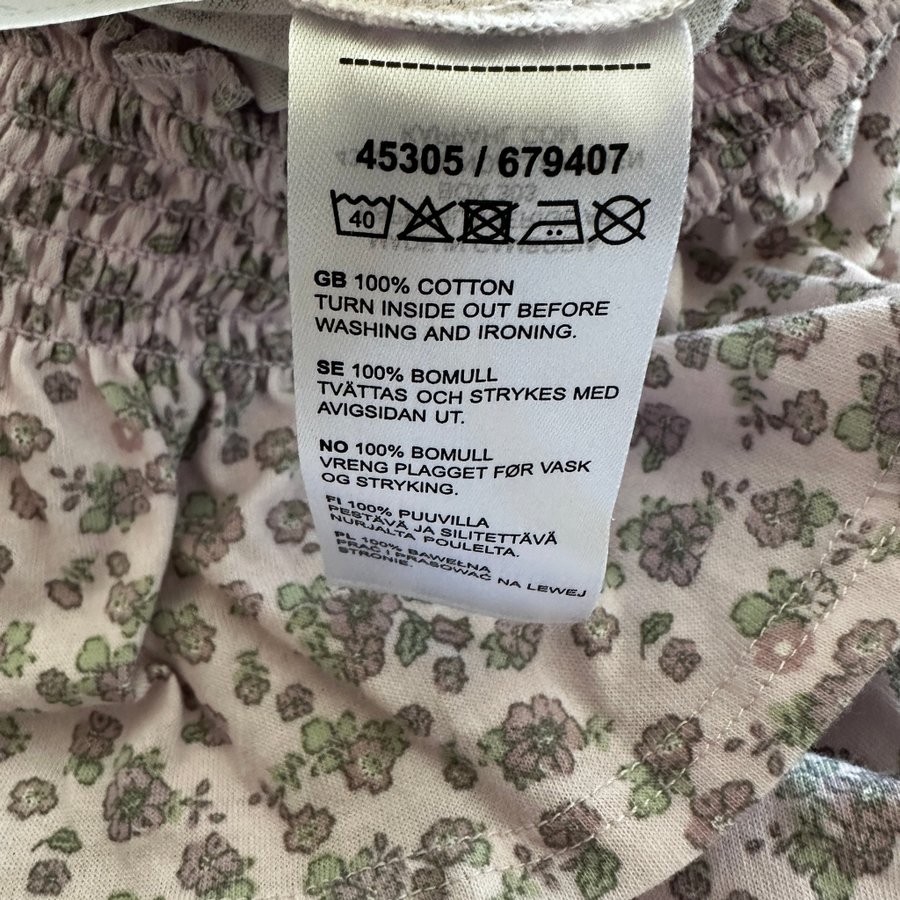 45305 / 679407
40
GB 100% COTTON
TURN INSIDE OUT BEFORE
WASHING AND IRONING.
SE 100% BOMULL
TVÄTTAS OCH STRYKES MED
AVIGSIDAN UT.
NO 100% BOMULL
VRENG PLAGGET FØR VASK
OG STRYKING.
FI 100% PUUVILLA
PESTÄVÄ JA SILITETTÄVÄ
NURJALTA PUOLELTA.
PL 100% BAWEŁNA
PRAĆ I PRASOWAĆ NA LEWEJ
STRONIE.